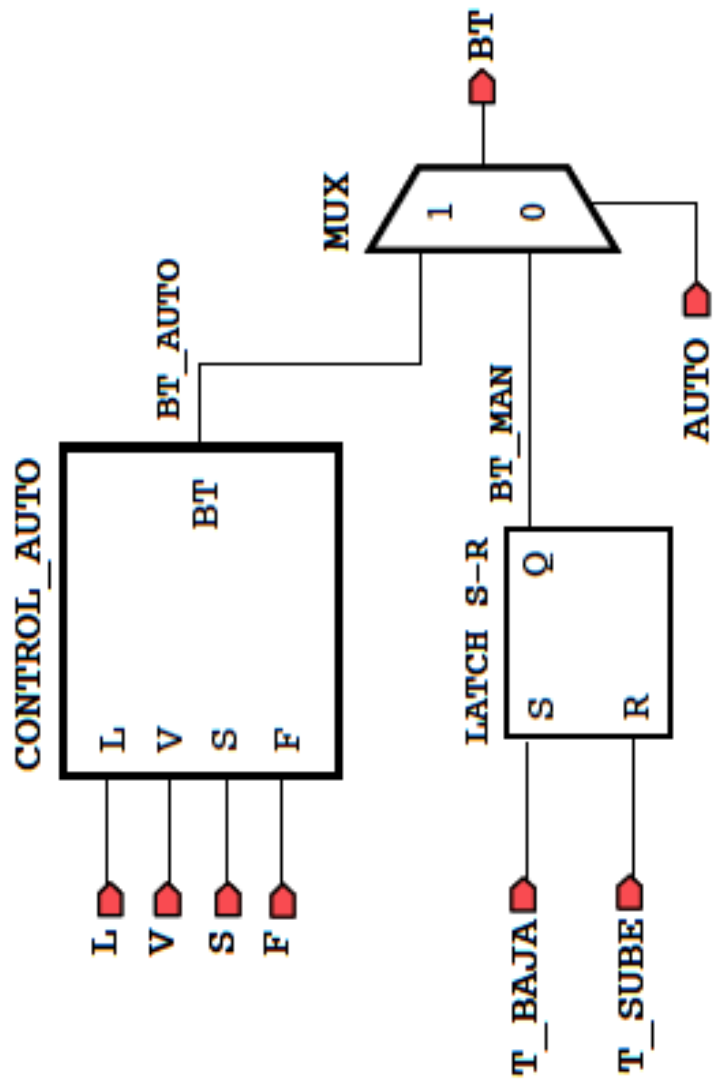 CONTROL_AUTO
L
V
S
F
L
V
S
F
BT
BT_AUTO
MUX
1
0
BT
LATCH S-R
T_BAJA
T_SUBE
S
R
Q
BT_MAN
AUTO